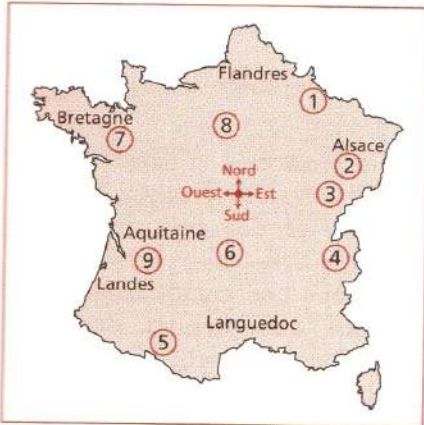 Flandres
1
Bretagne
7
8
Alsace
2
Nord
Ouest Est
3
Sud
Aquitaine
9
6
4
Landes
Languedoc
5